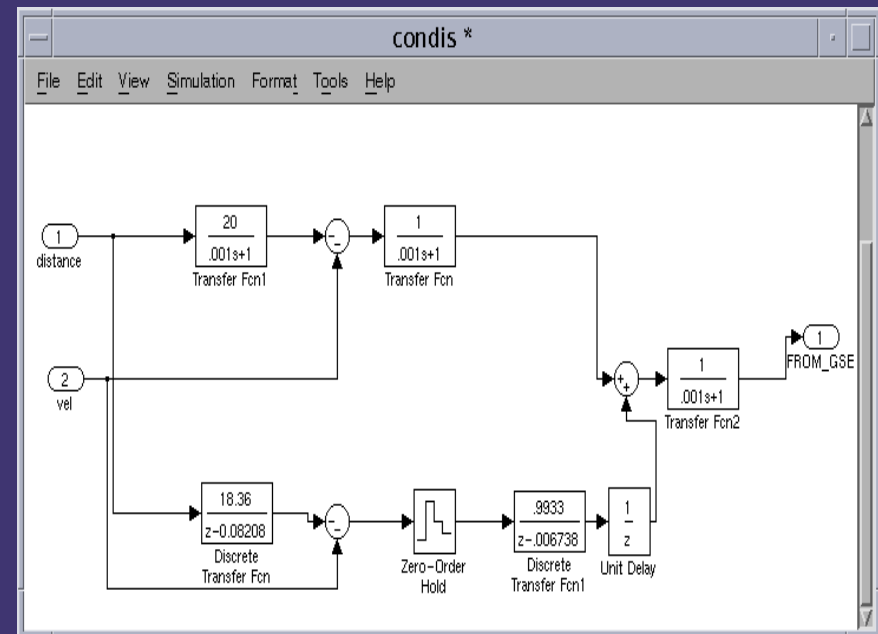 condis *
File Edit View Simulation Format Tools Help
1
distance
20
.001s+1
Transfer Fcn1
- -
1
.001s+1
Transfer Fcn
2
vel
+ +
1
.001s+1
Transfer Fcn2
1
FROM_GSE
18.36
z-0.08208
Discrete
Transfer Fcn
- -
Zero-Order
Hold
.9933
z-.006738
Discrete
Transfer Fcn1
1
z
Unit Delay